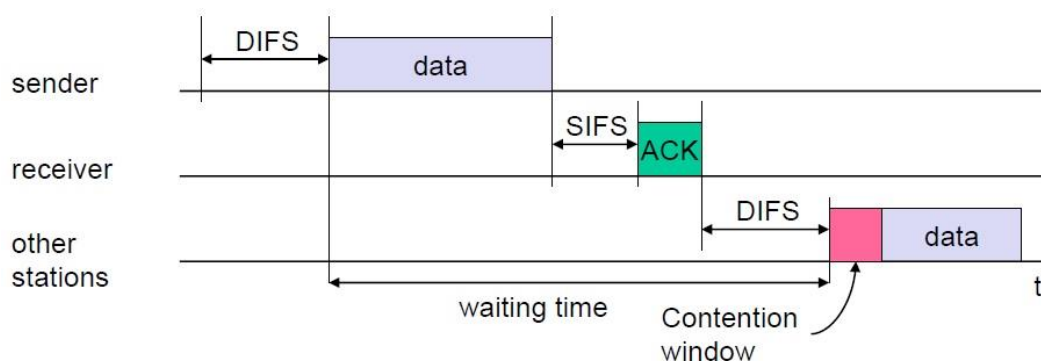 DIFS
data
sender
SIFS
ACK
receiver
DIFS
data
other
stations
t
waiting time
Contention
window